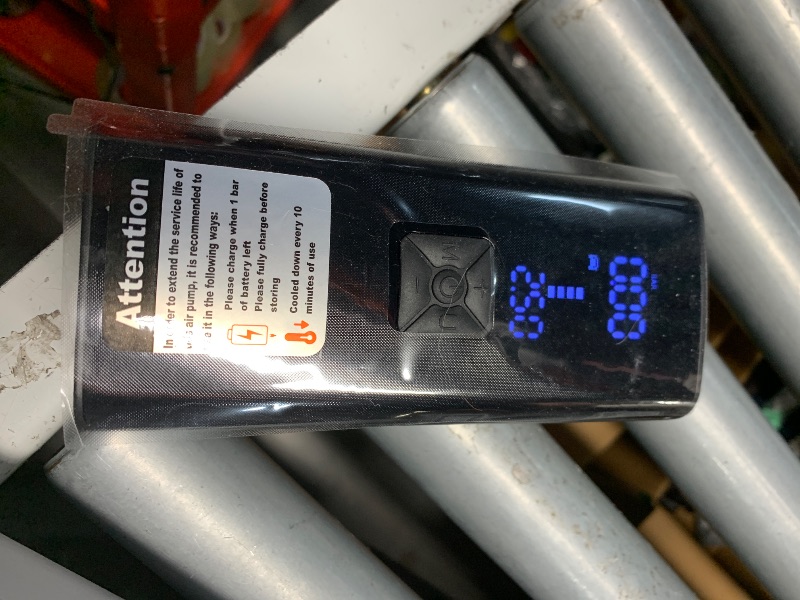 Attention
In order to extend the service life of
air pump, it is recommended to
it in the following ways:
Please charge when 1 bar
of battery left
Please fully charge before
storing
Cooled down every 10
minutes of use
M
000
250